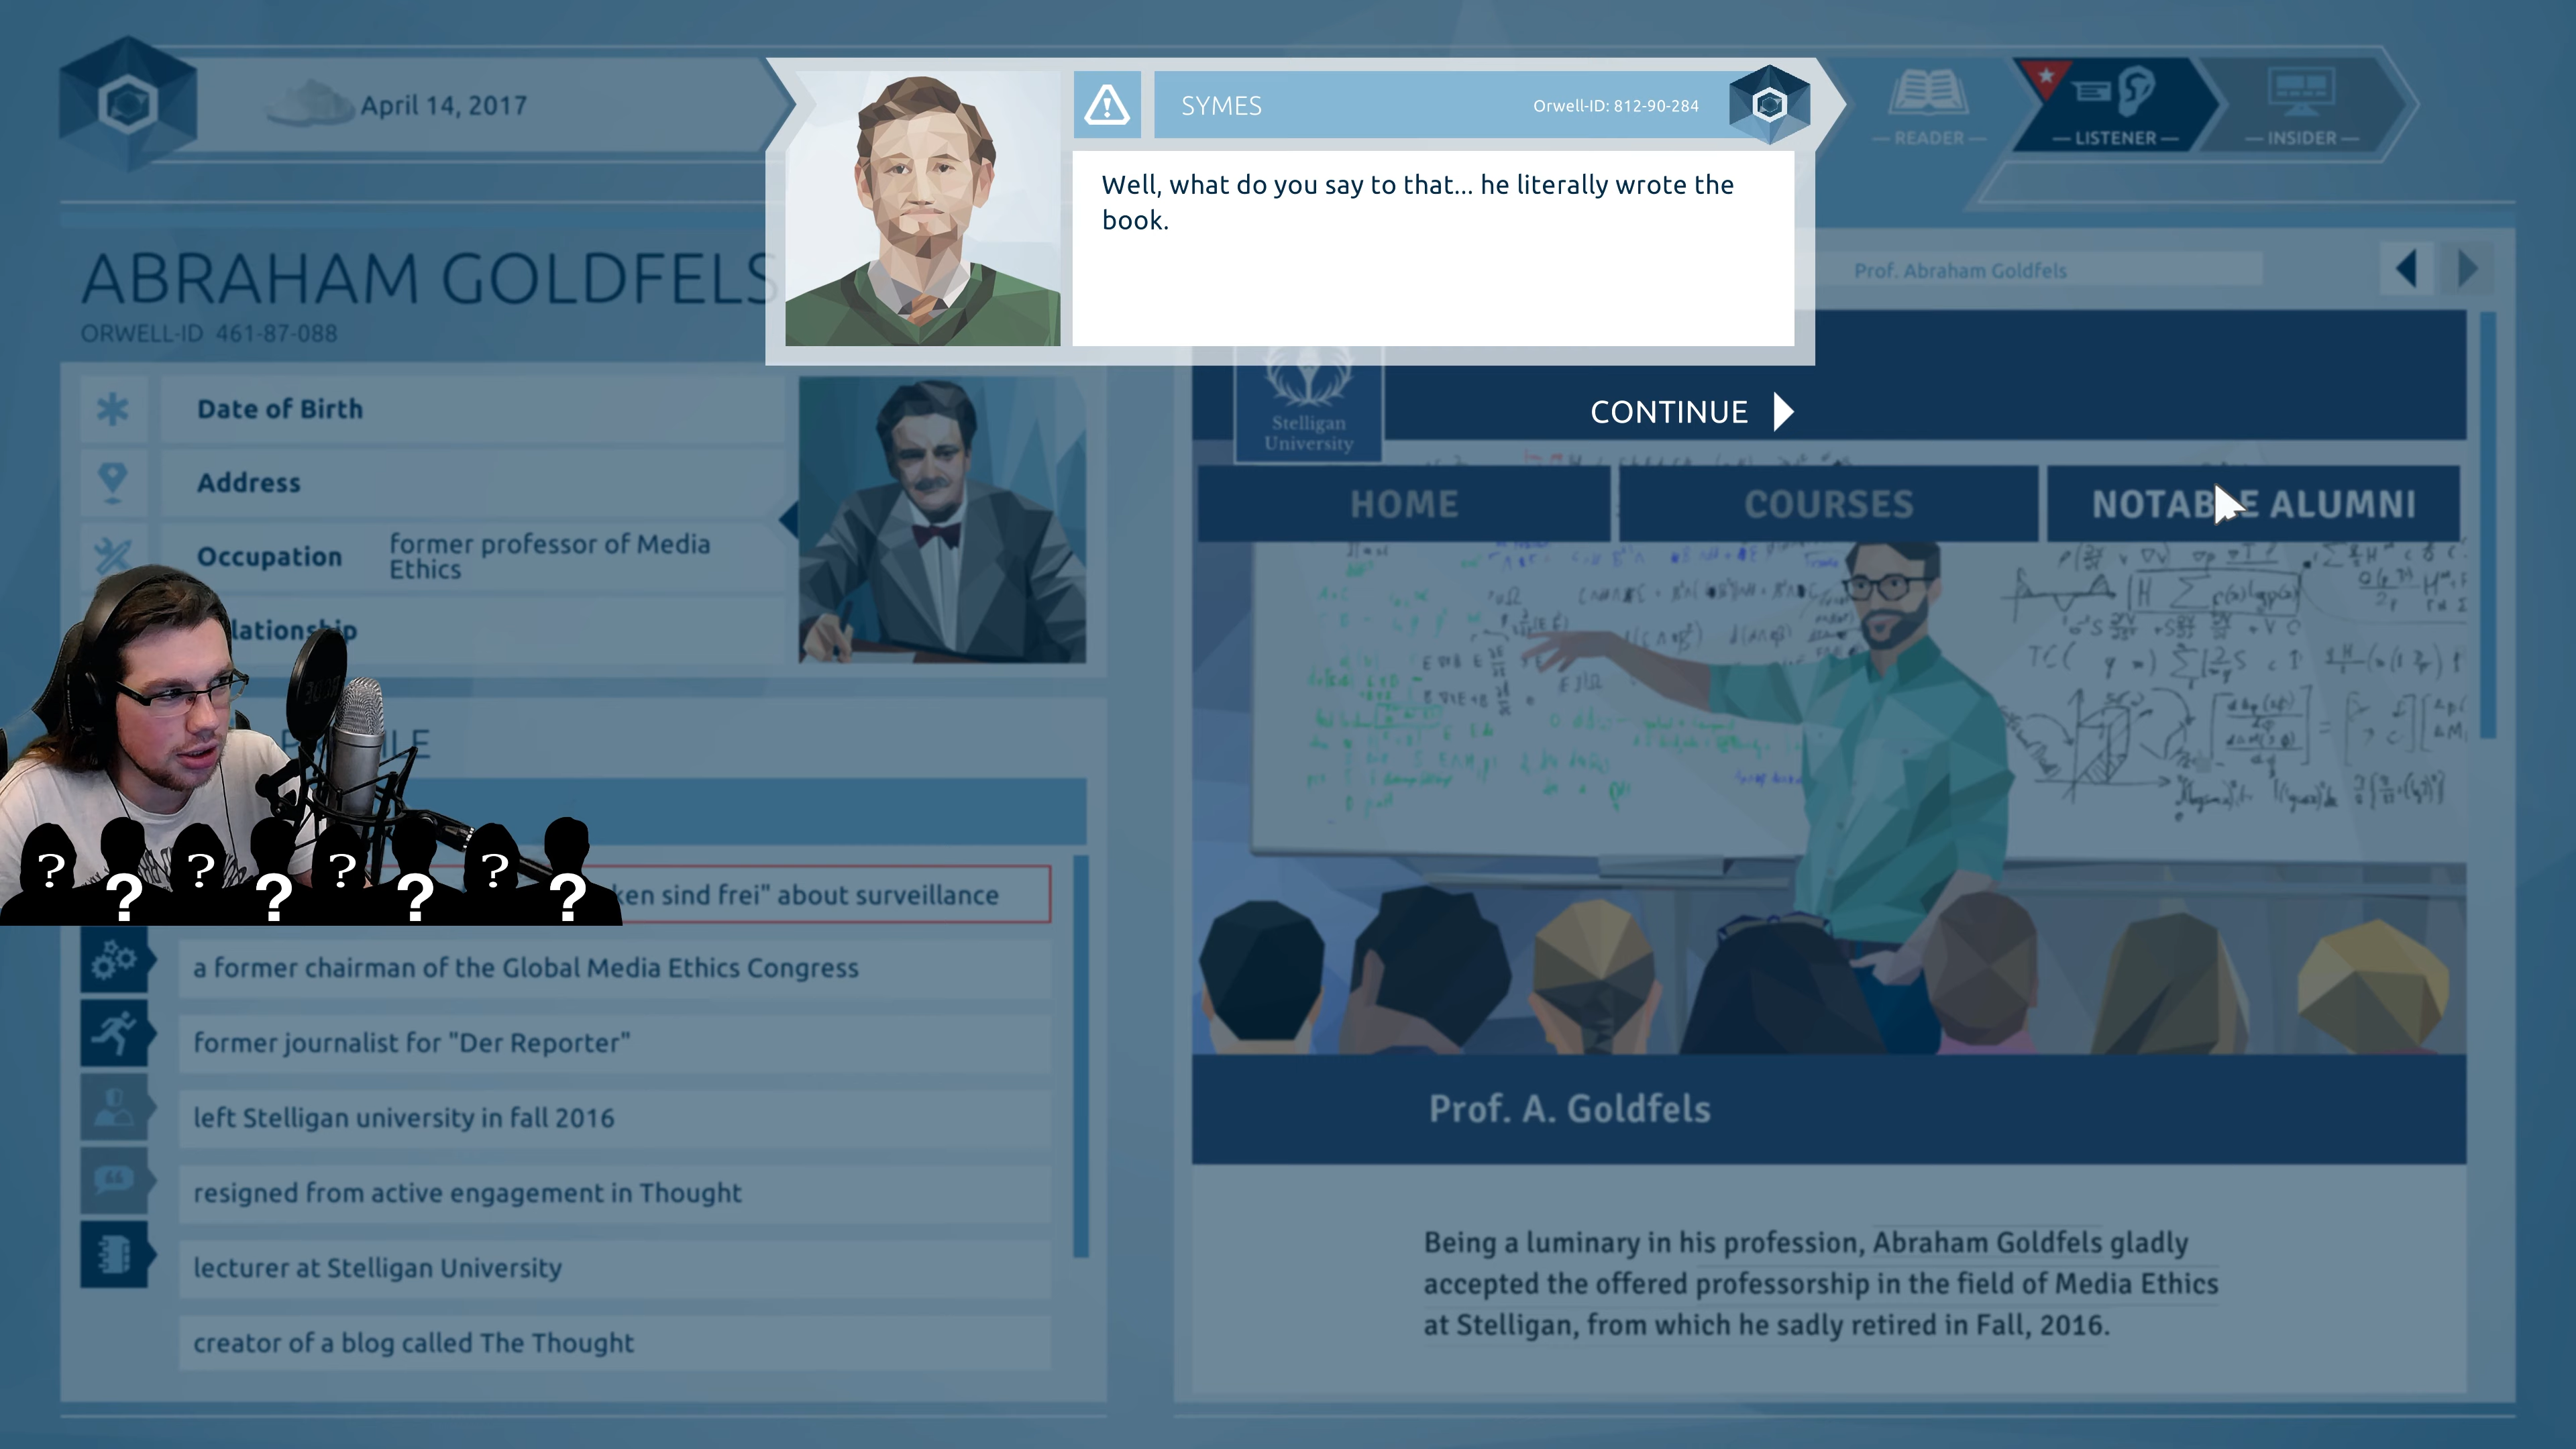 April 14, 2017
SYMES
Orwell-ID: 812-90-284
Well, what do you say to that... he literally wrote the
book.
CONTINUE
— READER —
— LISTENER —
— INSIDER —
ABRAHAM GOLDFELS
ORWELL-ID 461-87-088
Date of Birth
Address
Occupation
former professor of Media
Ethics
lationship
sind frei" about surveillance
a former chairman of the Global Media Ethics Congress
former journalist for "Der Reporter"
left Stelligan university in fall 2016
resigned from active engagement in Thought
lecturer at Stelligan University
creator of a blog called The Thought
? ? ? ? ? ? ? ?
Prof. Abraham Goldfels
Stelligan
University
HOME
COURSES
NOTABLE ALUMNI
Prof. A. Goldfels
Being a luminary in his profession, Abraham Goldfels gladly
accepted the offered professorship in the field of Media Ethics
at Stelligan, from which he sadly retired in Fall, 2016.